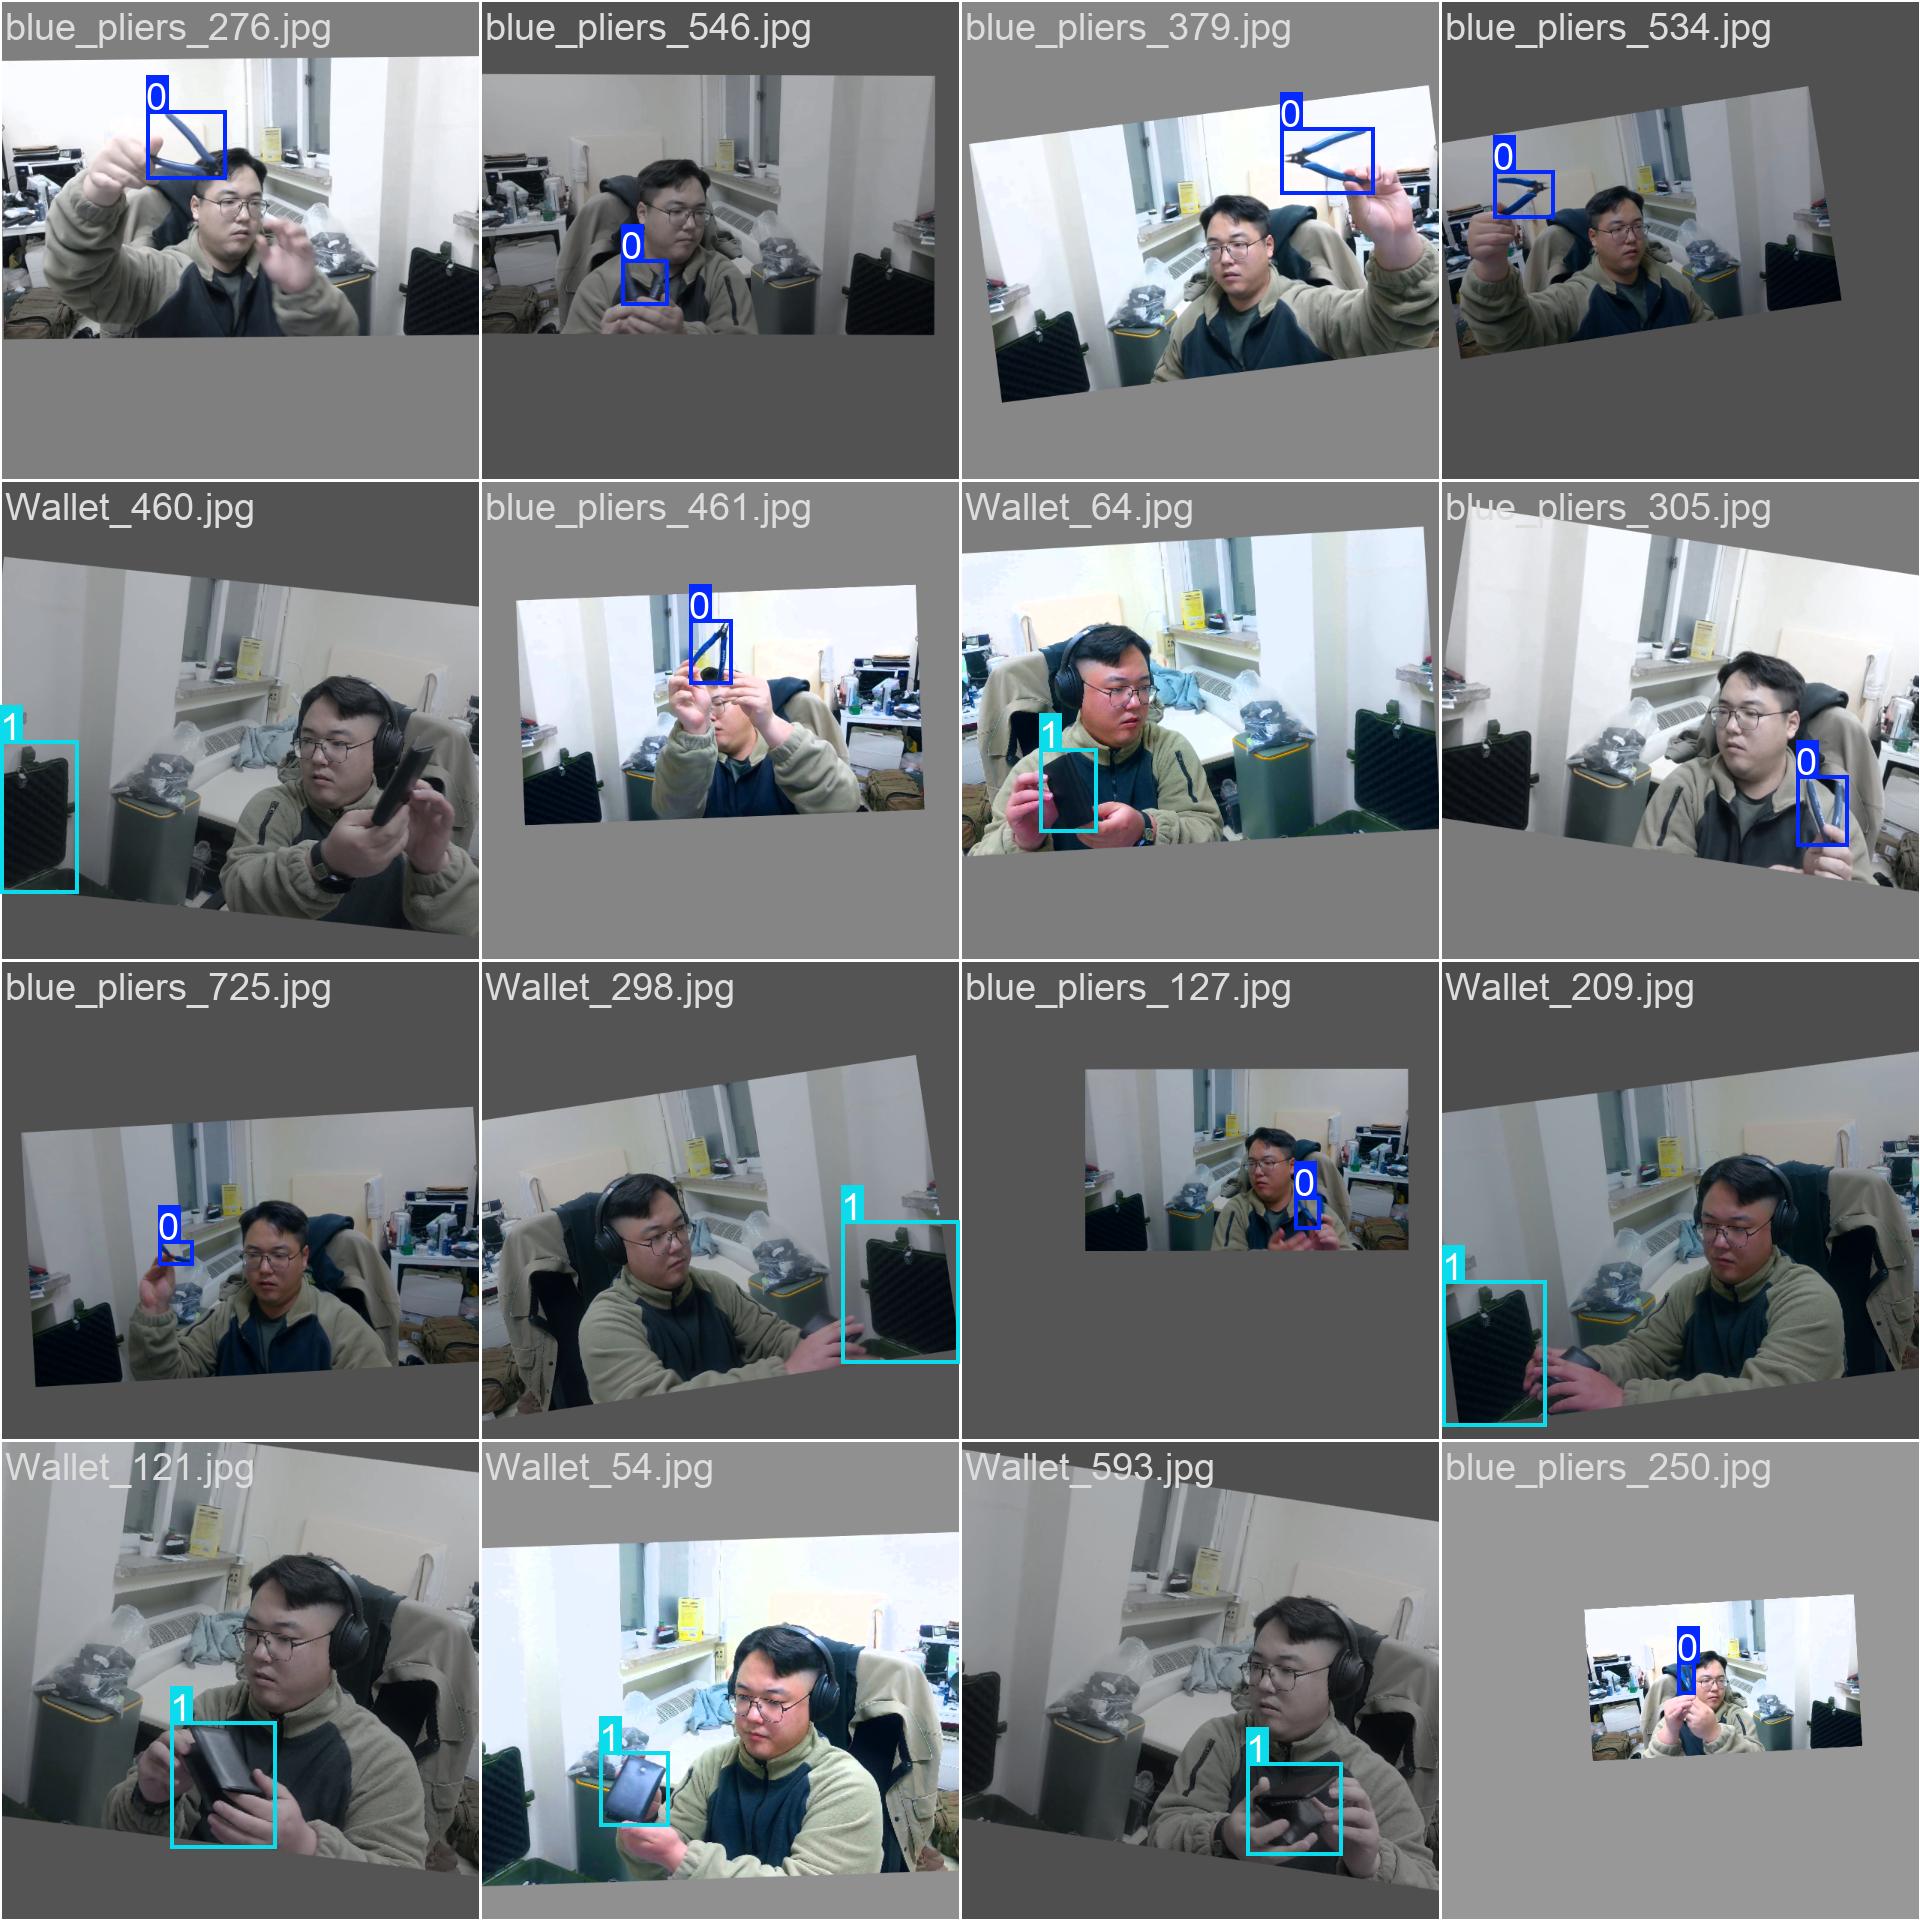 blue_pliers_276.jpg
0
blue_pliers_546.jpg
0
blue_pliers_379.jpg
0
blue_pliers_534.jpg
0
Wallet_460.jpg
1
blue_pliers_461.jpg
0
Wallet_64.jpg
1
blue_pliers_305.jpg
0
blue_pliers_725.jpg
0
Wallet_298.jpg
1
blue_pliers_127.jpg
0
Wallet_209.jpg
1
Wallet_121.jpg
1
Wallet_54.jpg
1
Wallet_593.jpg
1
blue_pliers_250.jpg
0